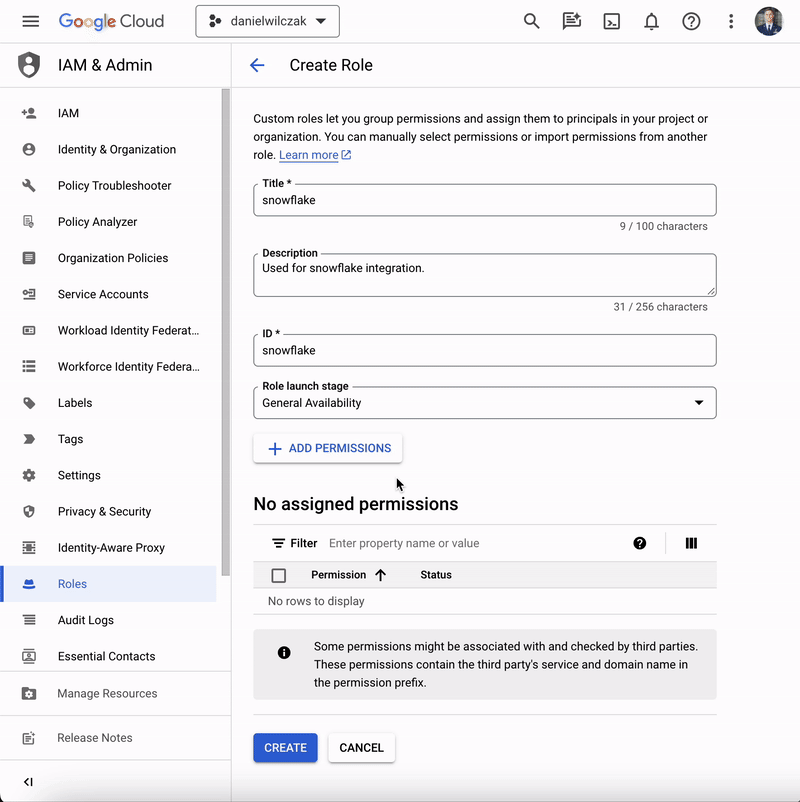 Google Cloud
danielwilczak
IAM & Admin
Create Role
IAM
Identity & Organization
Policy Troubleshooter
Policy Analyzer
Organization Policies
Service Accounts
Workload Identity Federat...
Workforce Identity Federa...
Labels
Tags
Settings
Privacy & Security
Identity-Aware Proxy
Roles
Audit Logs
Essential Contacts
Manage Resources
Release Notes
Custom roles let you group permissions and assign them to principals in your project or
organization. You can manually select permissions or import permissions from another
role. Learn more
Title *
snowflake
9 / 100 characters
Description
Used for snowflake integration.
31 / 256 characters
ID *
snowflake
Role launch stage
General Availability
ADD PERMISSIONS
No assigned permissions
Filter Enter property name or value
Permission Status
No rows to display
Some permissions might be associated with and checked by third parties.
These permissions contain the third party's service and domain name in
the permission prefix.
CREATE CANCEL